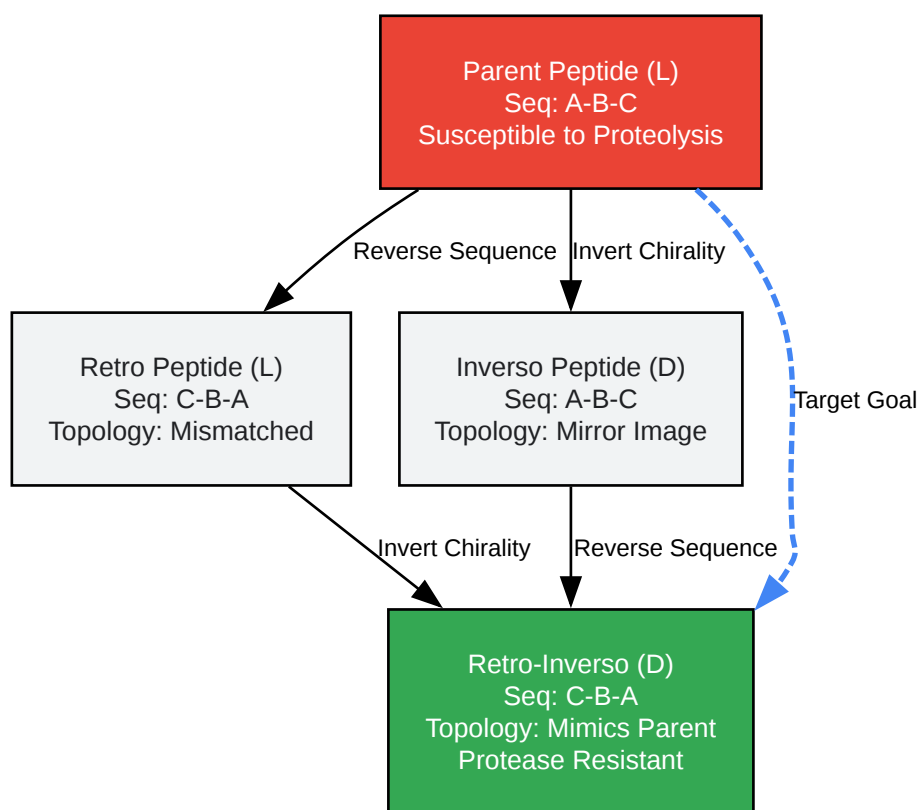 Parent Peptide (L)
Seq: A-B-C
Susceptible to Proteolysis
Reverse Sequence
Invert Chirality
Retro Peptide (L)
Seq: C-B-A
Topology: Mismatched
Inverso Peptide (D)
Seq: A-B-C
Topology: Mirror Image
Target Goal
Invert Chirality
Reverse Sequence
Retro-Inverso (D)
Seq: C-B-A
Topology: Mimics Parent
Protease Resistant